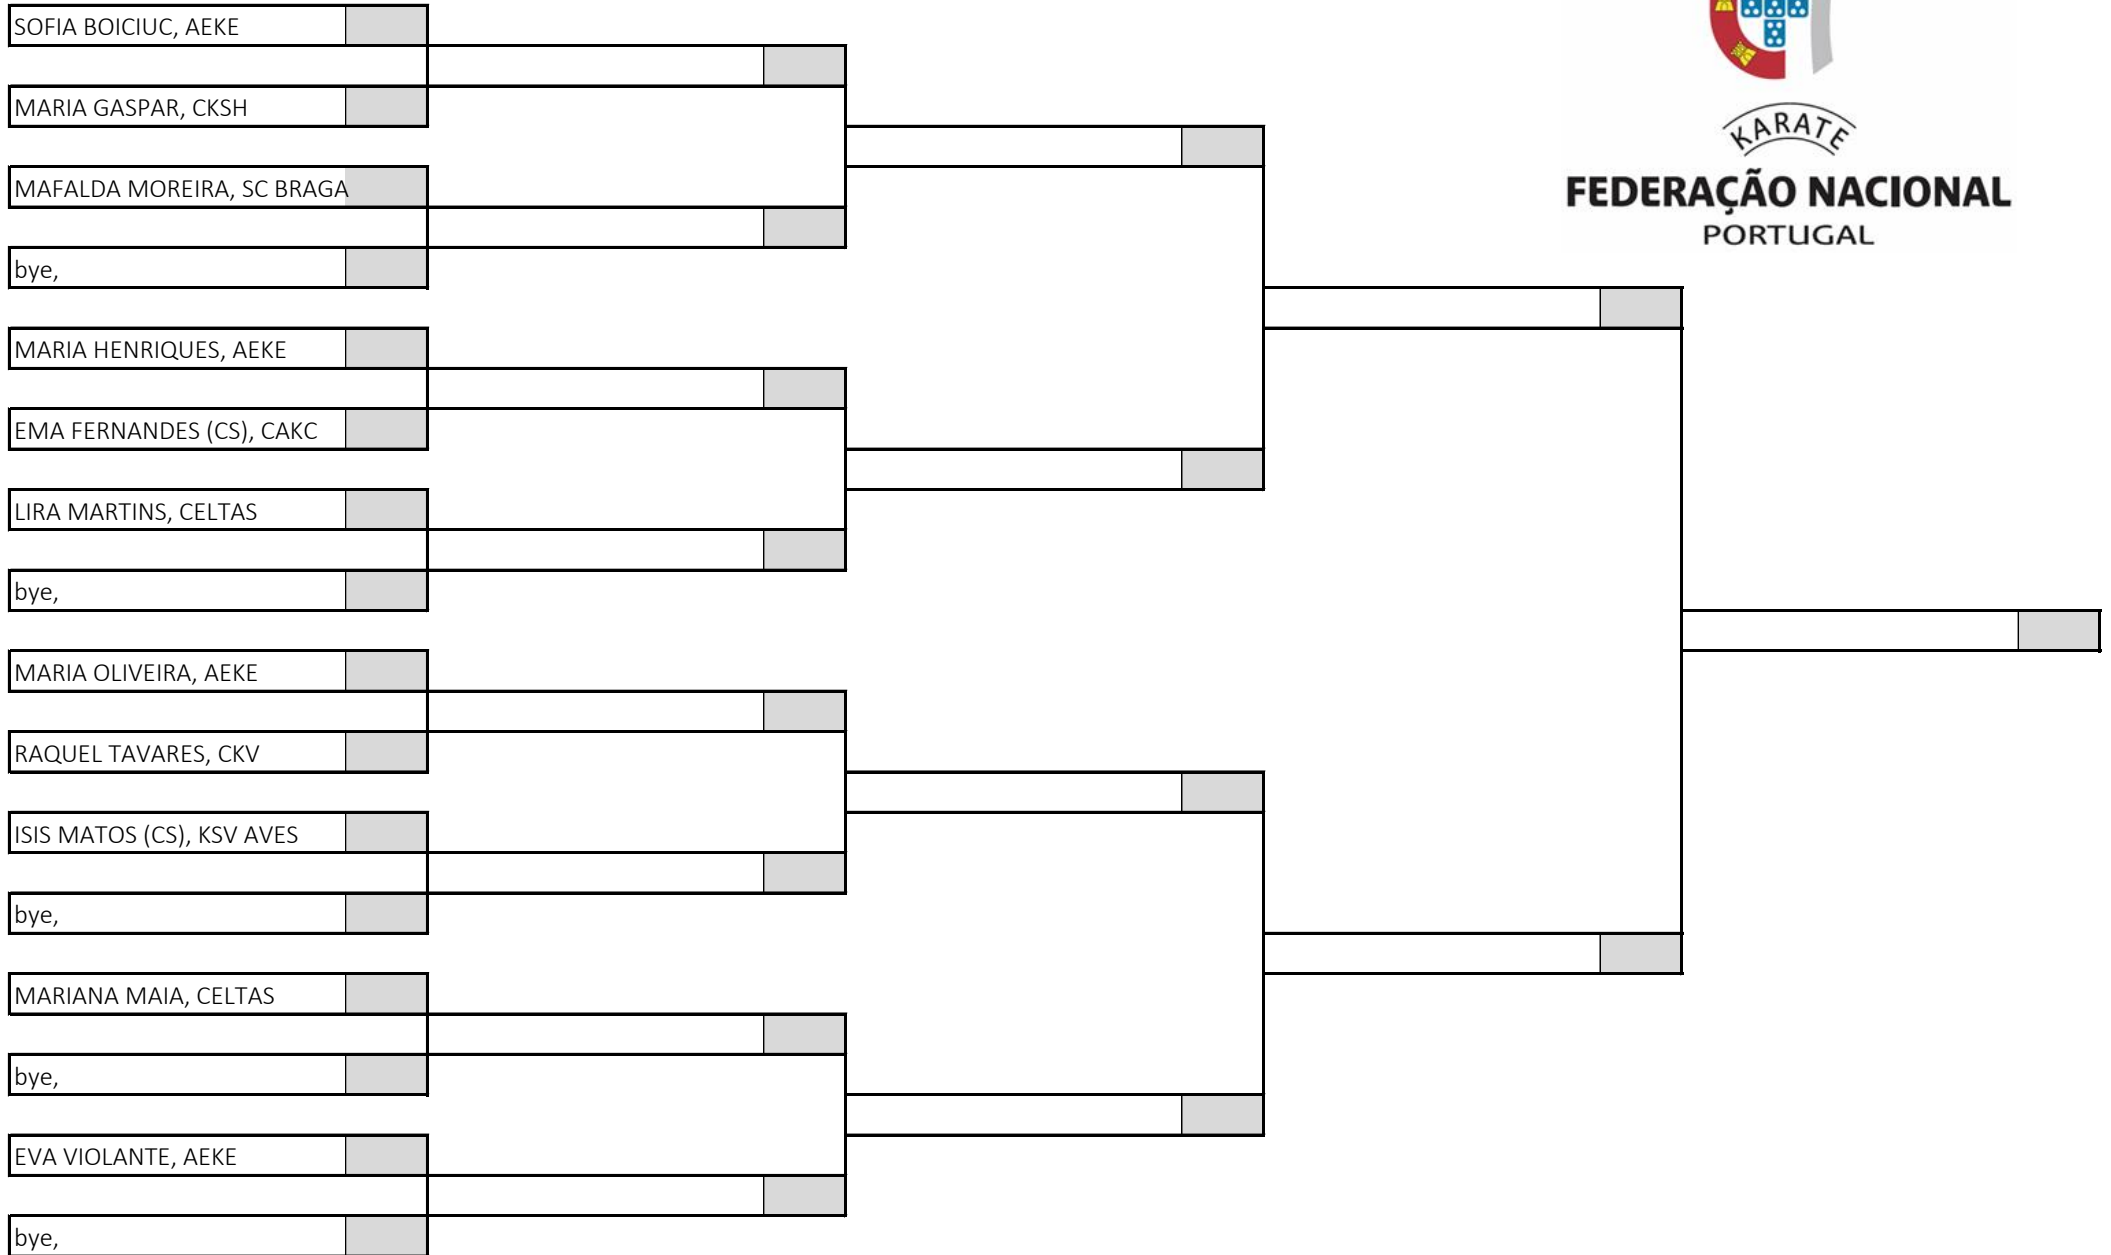 SOFIA BOICIUC, AEKE
MARIA GASPAR, CKSH
KARATE
MAFALDA MOREIRA, SC BRAGA
FEDERAÇÃO NACIONAL
PORTUGAL
bye,
MARIA HENRIQUES, AEKE
EMA FERNANDES (CS), CAKC
LIRA MARTINS, CELTAS
bye,
MARIA OLIVEIRA, AEKE
RAQUEL TAVARES, CKV
ISIS MATOS (CS), KSV AVES
bye,
MARIANA MAIA, CELTAS
bye,
EVA VIOLANTE, AEKE
bye,